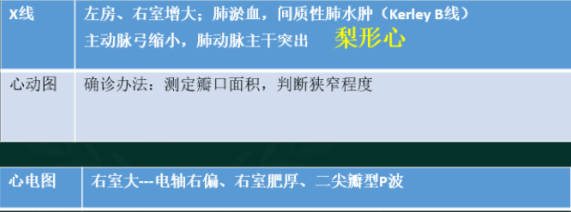 X线 左房、右室增大；肺淤血，间质性肺水肿（Kerley B线）
主动脉弓缩小，肺动脉主干突出 梨形心
心动图 确诊办法：测定瓣口面积，判断狭窄程度
心电图 右室大---电轴右偏、右室肥厚、二尖瓣型P波